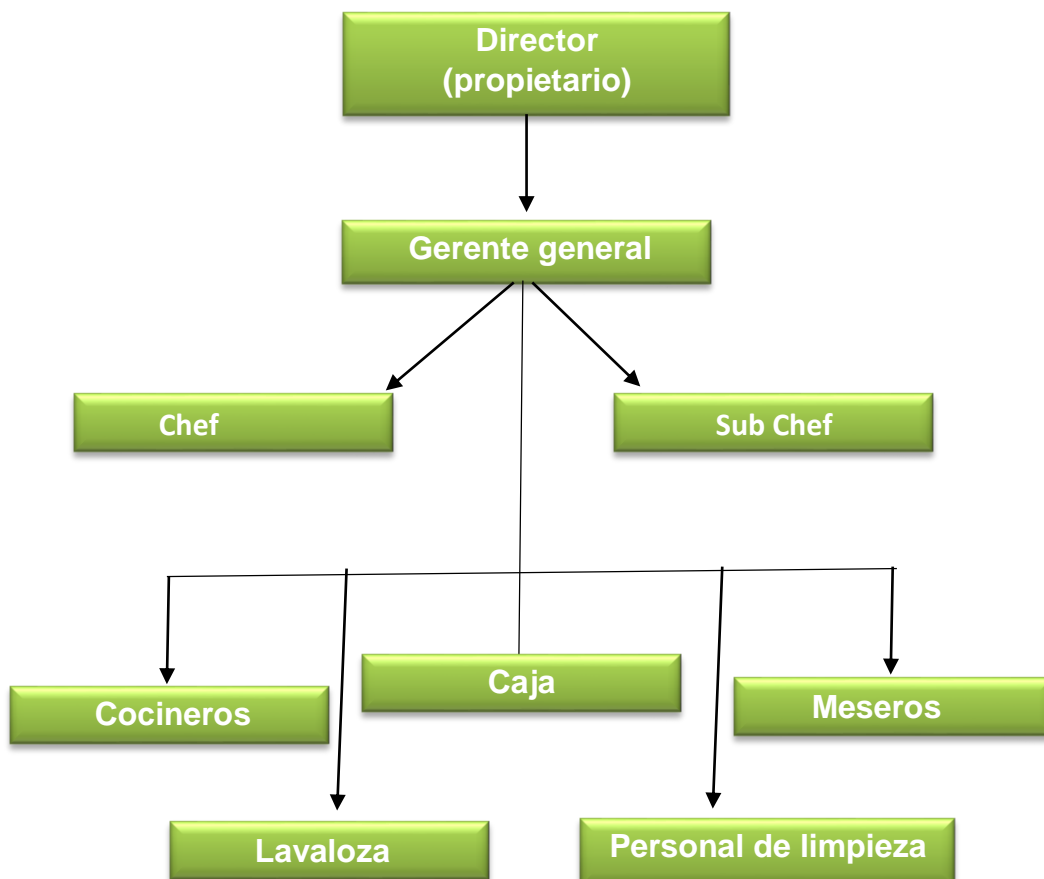 Director
(propietario)
Gerente general
Chef
Sub Chef
Caja
Cocineros
Meseros
Lavaloza
Personal de limpieza